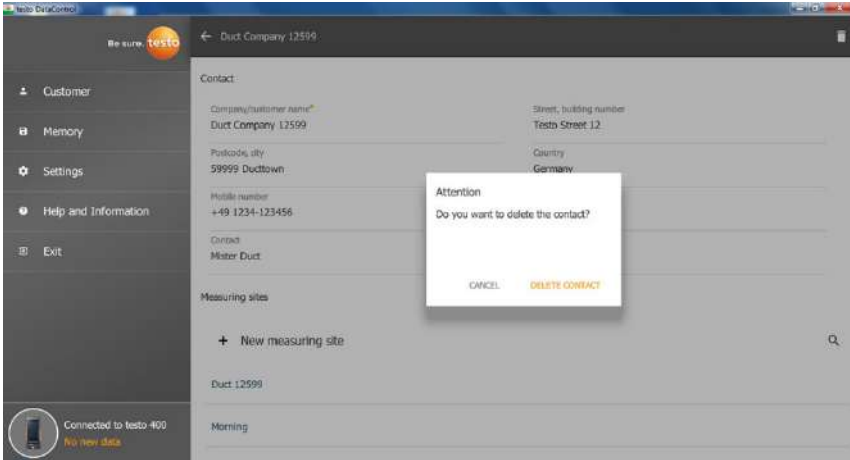 testo DataControl
Be sure. testo
← Duct Company 12599
Customer
Memory
Settings
Help and Information
Exit
Connected to testo 400
No new data
Contact
Company/customer name*
Duct Company 12599
Street, building number
Testo Street 12
Postcode, city
59999 Ducttown
Country
Germany
Mobile number
+49 1234-123456
Contact
Mister Duct
Attention
Do you want to delete the contact?
CANCEL
DELETE CONTACT
Measuring sites
+ New measuring site
Duct 12599
Morning